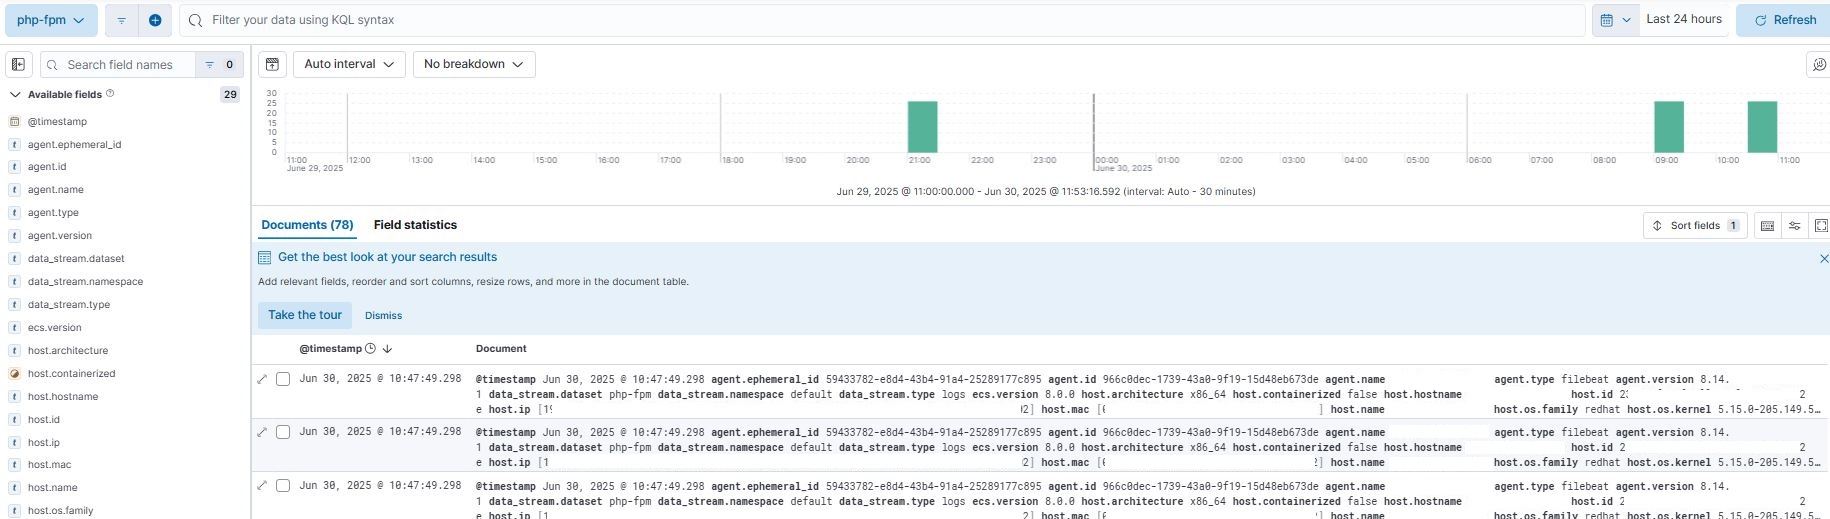 php-fpm
Filter your data using KQL syntax
Last 24 hours
Refresh
Search field names
0
Auto interval
No breakdown
Available fields
29
@timestamp
agent.ephemeral_id
agent.id
agent.name
agent.type
agent.version
data_stream.dataset
data_stream.namespace
data_stream.type
ecs.version
host.architecture
host.containerized
host.hostname
host.id
host.ip
host.mac
host.name
host.os.family
30
25
20
15
10
5
0
11:00 12:00 13:00 14:00 15:00 16:00 17:00 18:00 19:00 20:00 21:00 22:00 23:00 00:00 01:00 02:00 03:00 04:00 05:00 06:00 07:00 08:00 09:00 10:00 11:00
June 29, 2025 June 30, 2025
Jun 29, 2025 @ 11:00:00.000 - Jun 30, 2025 @ 11:53:16.592 (interval: Auto - 30 minutes)
Documents (78) Field statistics
Sort fields 1
Get the best look at your search results
Add relevant fields, reorder and sort columns, resize rows, and more in the document table.
Take the tour Dismiss
@timestamp Document
Jun 30, 2025 @ 10:47:49.298 @timestamp Jun 30, 2025 @ 10:47:49.298 agent.ephemeral_id 59433782-e8d4-43b4-91a4-25289177c895 agent.id 966c0dec-1739-43a0-9f19-15d48eb673de agent.name agent.type filebeat agent.version 8.14.
1 data_stream.dataset php-fpm data_stream.namespace default data_stream.type logs ecs.version 8.0.0 host.architecture x86_64 host.containerized false host.hostname host.id 2 2
e host.ip [1 2] host.mac [ ] host.name host.os.family redhat host.os.kernel 5.15.0-205.149.5…
Jun 30, 2025 @ 10:47:49.298 @timestamp Jun 30, 2025 @ 10:47:49.298 agent.ephemeral_id 59433782-e8d4-43b4-91a4-25289177c895 agent.id 966c0dec-1739-43a0-9f19-15d48eb673de agent.name agent.type filebeat agent.version 8.14.
1 data_stream.dataset php-fpm data_stream.namespace default data_stream.type logs ecs.version 8.0.0 host.architecture x86_64 host.containerized false host.hostname host.id 2 2
e host.ip [1 2] host.mac [ ] host.name host.os.family redhat host.os.kernel 5.15.0-205.149.5…
Jun 30, 2025 @ 10:47:49.298 @timestamp Jun 30, 2025 @ 10:47:49.298 agent.ephemeral_id 59433782-e8d4-43b4-91a4-25289177c895 agent.id 966c0dec-1739-43a0-9f19-15d48eb673de agent.name agent.type filebeat agent.version 8.14.
1 data_stream.dataset php-fpm data_stream.namespace default data_stream.type logs ecs.version 8.0.0 host.architecture x86_64 host.containerized false host.hostname host.id 2 2
e host.ip [1 2] host.mac [ ] host.name host.os.family redhat host.os.kernel 5.15.0-205.149.5…